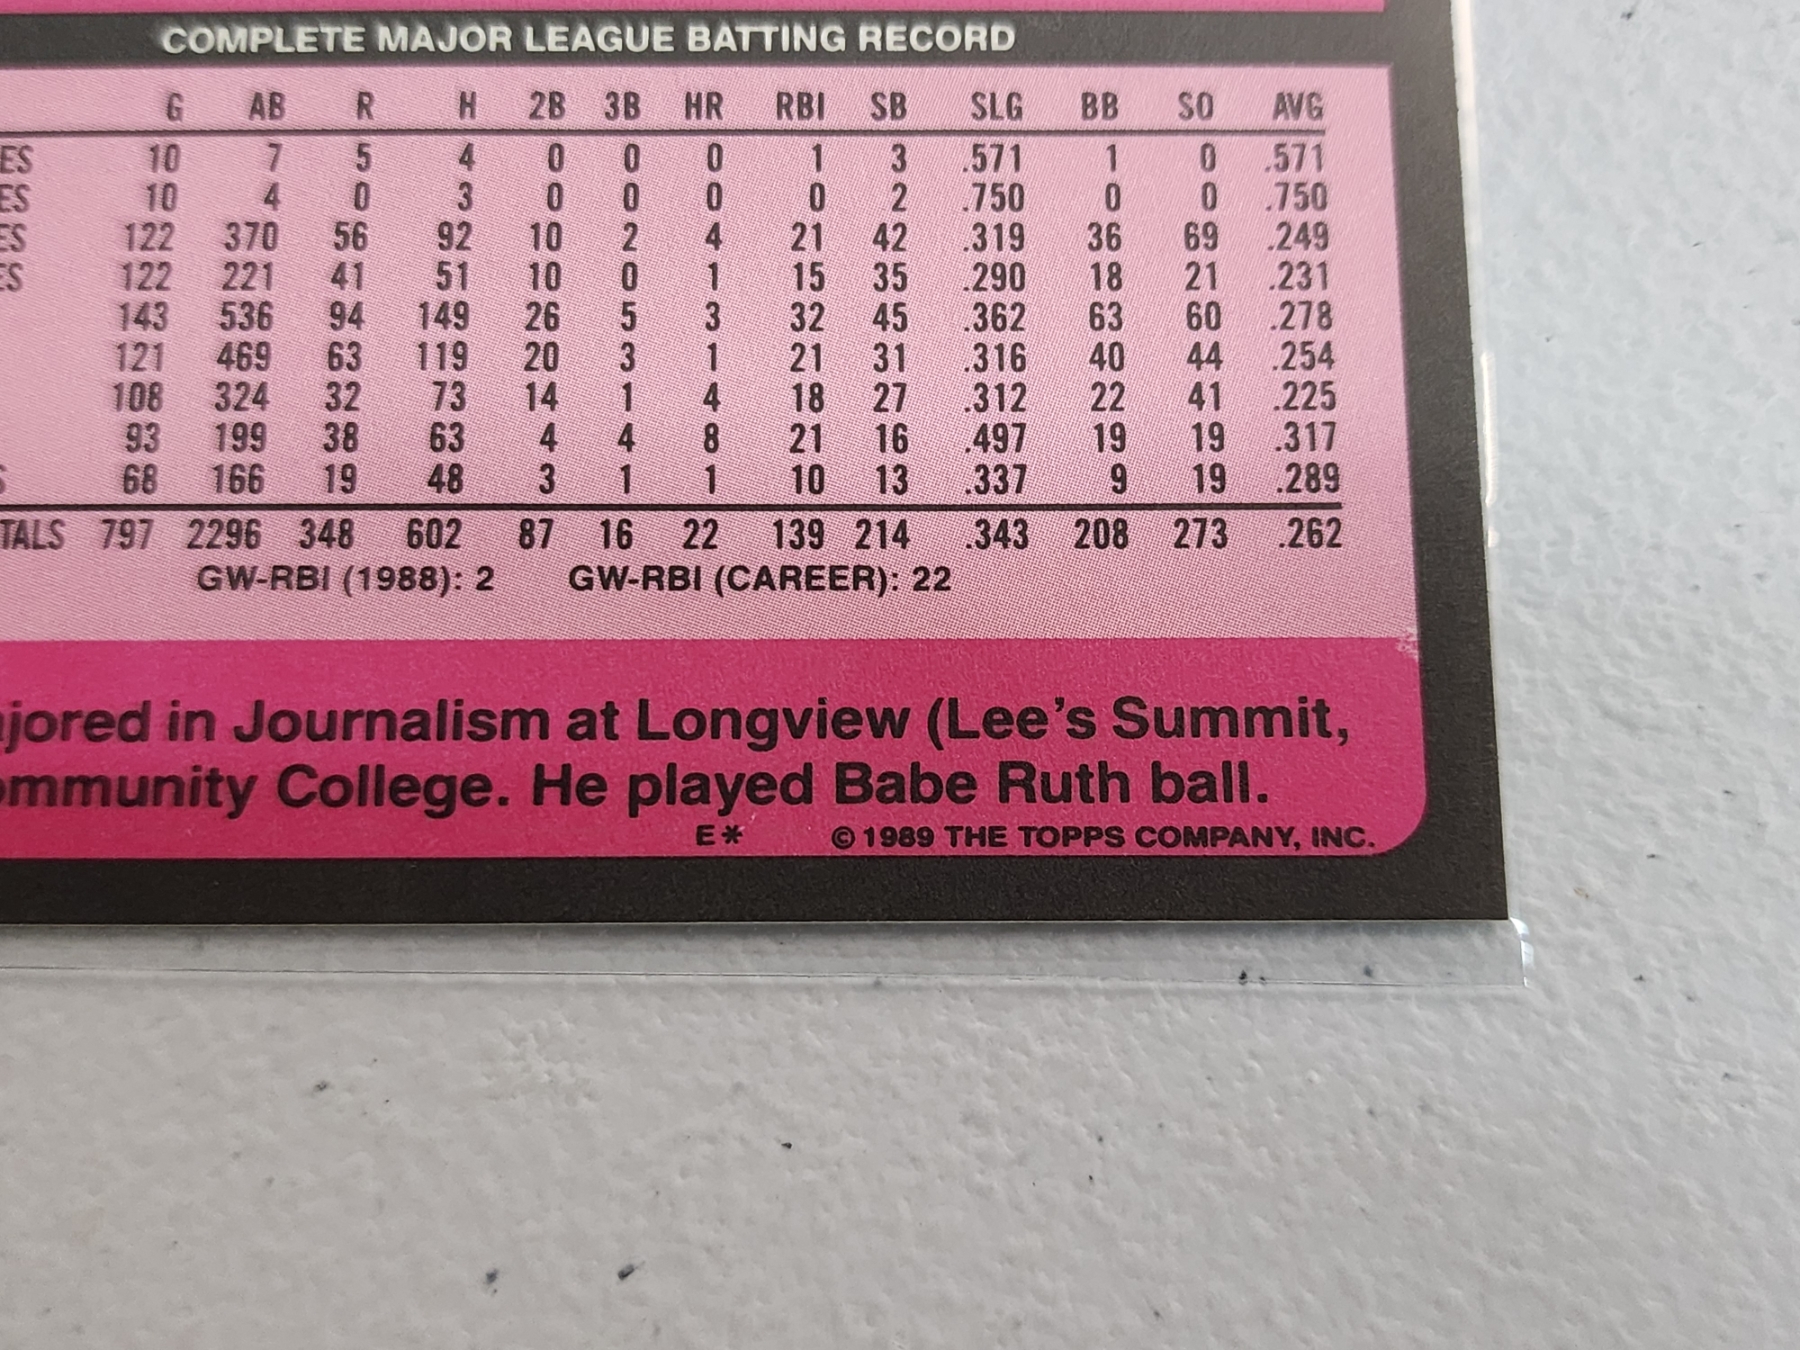 COMPLETE MAJOR LEAGUE BATTING RECORD
G AB R H 2B 3B HR RBI SB SLG BB SO AVG
ES 10 7 5 4 0 0 0 1 3 .571 1 0 .571
ES 10 4 0 3 0 0 0 0 2 .750 0 0 .750
ES 122 370 56 92 10 2 4 21 42 .319 36 69 .249
ES 122 221 41 51 10 0 1 15 35 .290 18 21 .231
143 536 94 149 26 5 3 32 45 .362 63 60 .278
121 469 63 119 20 3 1 21 31 .316 40 44 .254
108 324 32 73 14 1 4 18 27 .312 22 41 .225
93 199 38 63 4 4 8 21 16 .497 19 19 .317
S 68 166 19 48 3 1 1 10 13 .337 9 19 .289
TALS 797 2296 348 602 87 16 22 139 214 .343 208 273 .262
GW-RBI (1988): 2 GW-RBI (CAREER): 22
ajored in Journalism at Longview (Lee's Summit,
ommunity College. He played Babe Ruth ball.
E* © 1989 THE TOPPS COMPANY, INC.